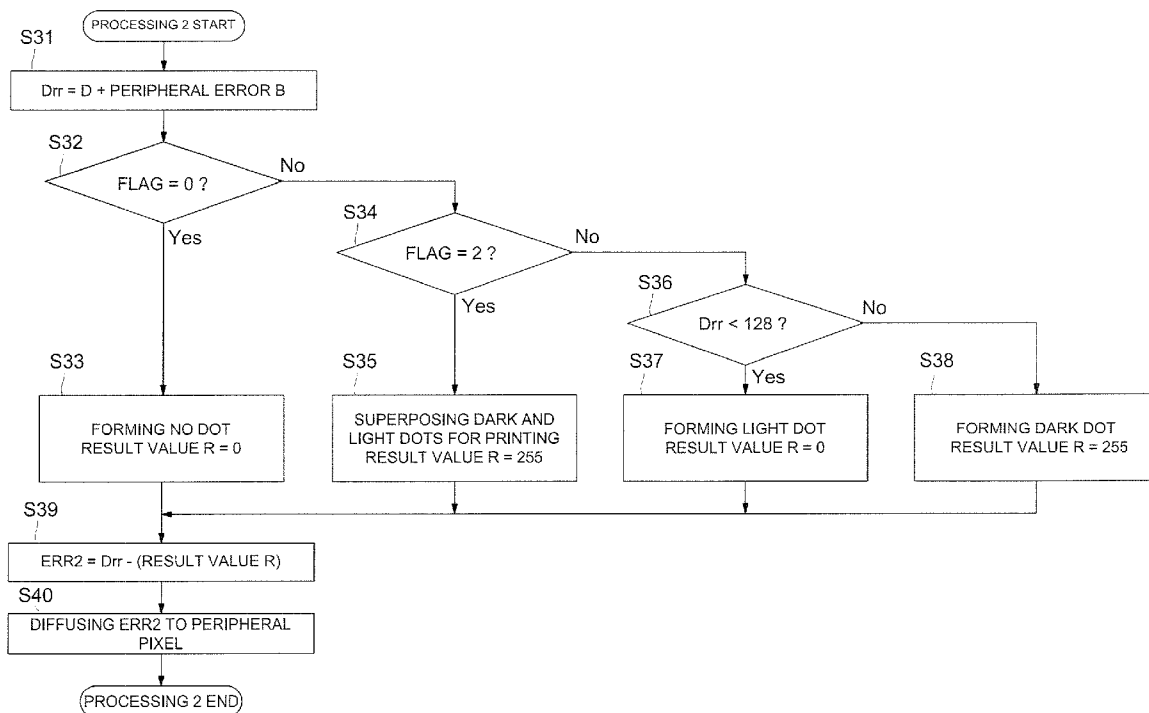 PROCESSING 2 START
S31
Drr = D + PERIPHERAL ERROR B
S32
FLAG = 0 ?
No
Yes
S34
FLAG = 2 ?
No
Yes
S36
Drr < 128 ?
No
Yes
S33
FORMING NO DOT
RESULT VALUE R = 0
S35
SUPERPOSING DARK AND
LIGHT DOTS FOR PRINTING
RESULT VALUE R = 255
S37
FORMING LIGHT DOT
RESULT VALUE R = 0
S38
FORMING DARK DOT
RESULT VALUE R = 255
S39
ERR2 = Drr - (RESULT VALUE R)
S40
DIFFUSING ERR2 TO PERIPHERAL
PIXEL
PROCESSING 2 END